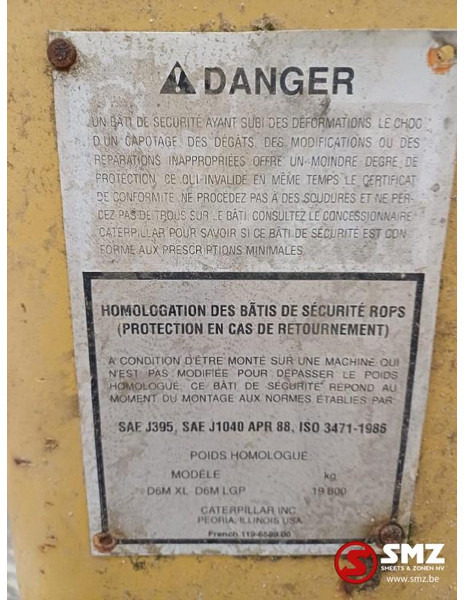 DANGER
UN BÂTI DE SÉCURITÉ AYANT SUBI DES DÉFORMATIONS, LE CHOC
D'UN CAPOTAGE, DES DÉGÂTS, DES MODIFICATIONS OU DES
RÉPARATIONS INAPPROPRIÉES OFFRE UN MOINDRE DEGRÉ DE
PROTECTION, CE QUI INVALIDE EN MÊME TEMPS LE CERTIFICAT
DE CONFORMITÉ. NE PROCÉDEZ PAS À DES SOUDURES ET NE PER-
CEZ PAS DE TROUS SUR LE BÂTI. CONSULTEZ LE CONCESSIONNAIRE
CATERPILLAR POUR SAVOIR SI CE BÂTI DE SÉCURITÉ EST CON-
FORME AUX PRESCRIPTIONS MINIMALES.
HOMOLOGATION DES BÂTIS DE SÉCURITÉ ROPS
(PROTECTION EN CAS DE RETOURNEMENT)
À CONDITION D'ÊTRE MONTÉ SUR UNE MACHINE QUI
N'EST PAS MODIFIÉE POUR DÉPASSER LE POIDS
HOMOLOGUÉ, CE BÂTI DE SÉCURITÉ RÉPOND AU
MOMENT DU MONTAGE AUX NORMES ÉTABLIES PAR
SAE J395, SAE J1040 APR 88, ISO 3471-1986
POIDS HOMOLOGUÉ
MODÈLE kg
D6M XL D6M LGP 19 800
CATERPILLAR INC.
PEORIA, ILLINOIS USA
French 119-6589 00
SMZ
SHEETS & ZONEN NV
www.smz.be